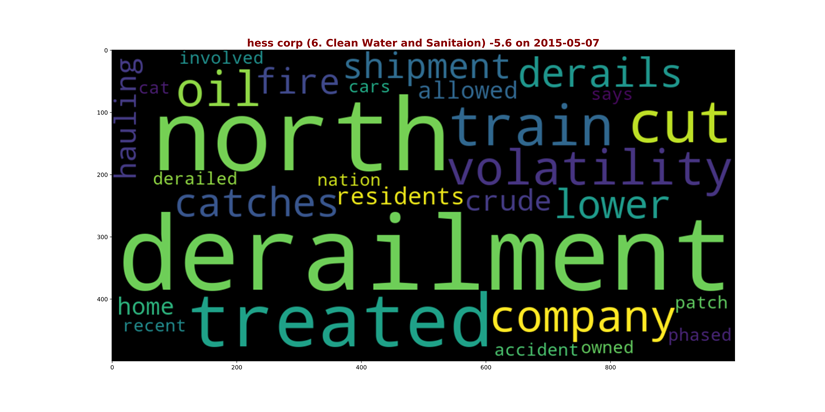 hess corp (6. Clean Water and Sanitaion) -5.6 on 2015-05-07
0
100
200
300
400
0
200
400
600
800
involved
shipment
derails
hauling
cat
oil
fire
cars
allowed
says
north
train
cut
volatility
derailed
nation
catches
residents
crude
lower
derailment
home
recent
treated
company
patch
phased
accident
owned